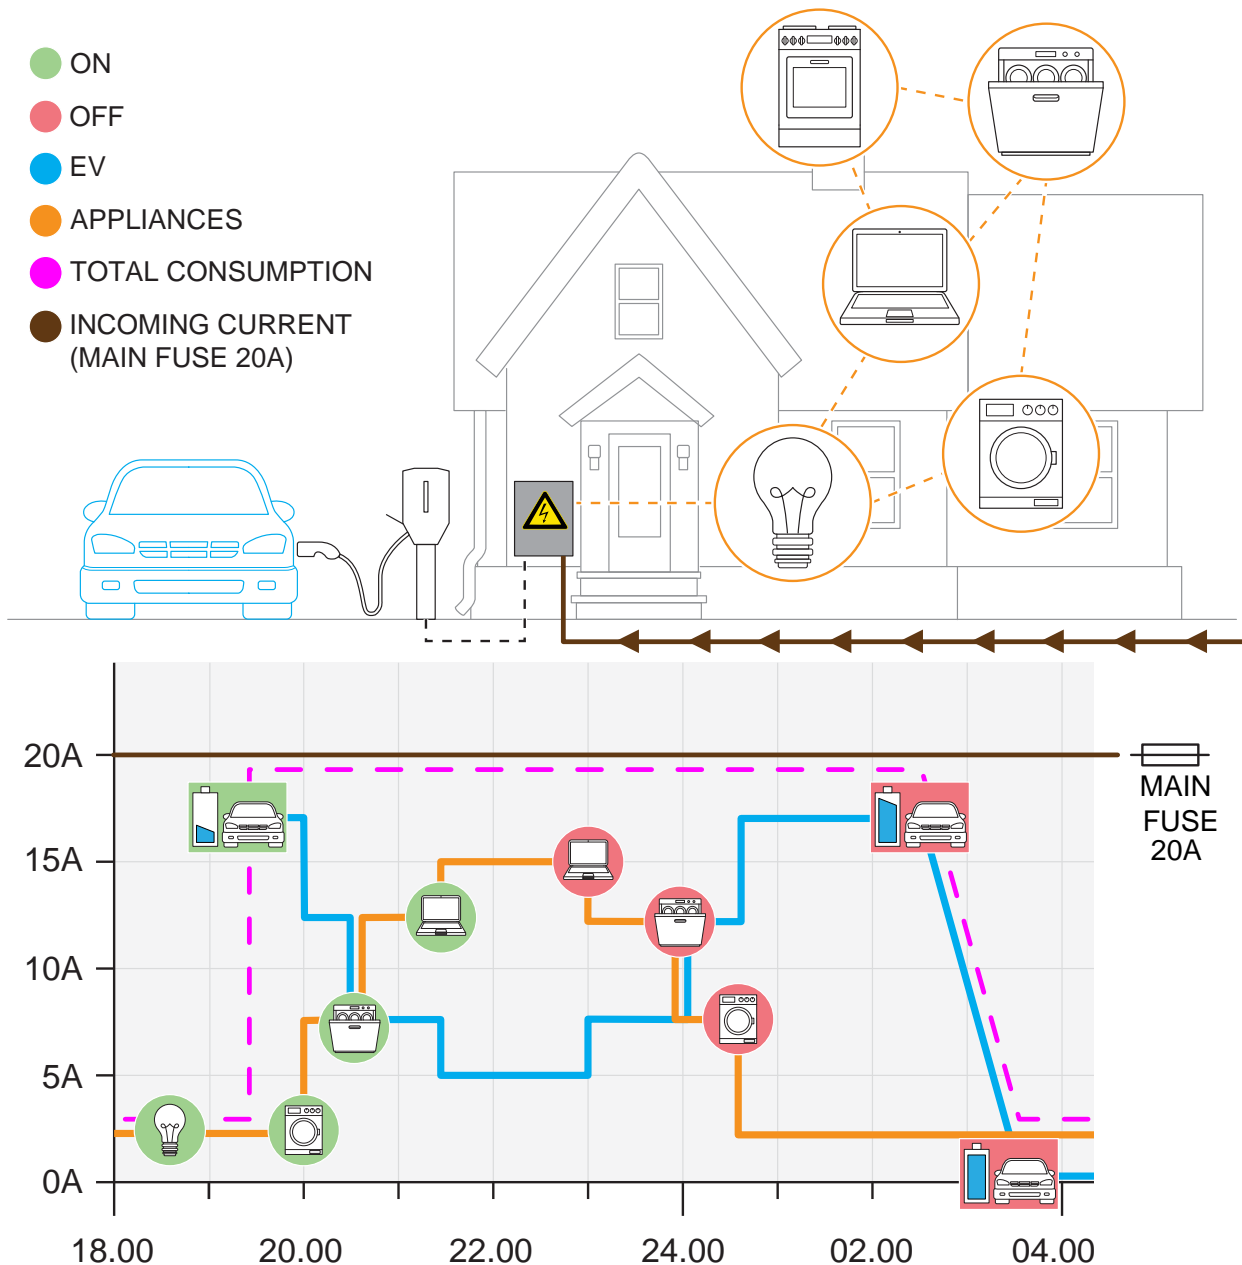 ON
OFF
EV
APPLIANCES
TOTAL CONSUMPTION
INCOMING CURRENT
(MAIN FUSE 20A)
20A
15A
10A
5A
0A
MAIN
FUSE
20A
18.00
20.00
22.00
24.00
02.00
04.00